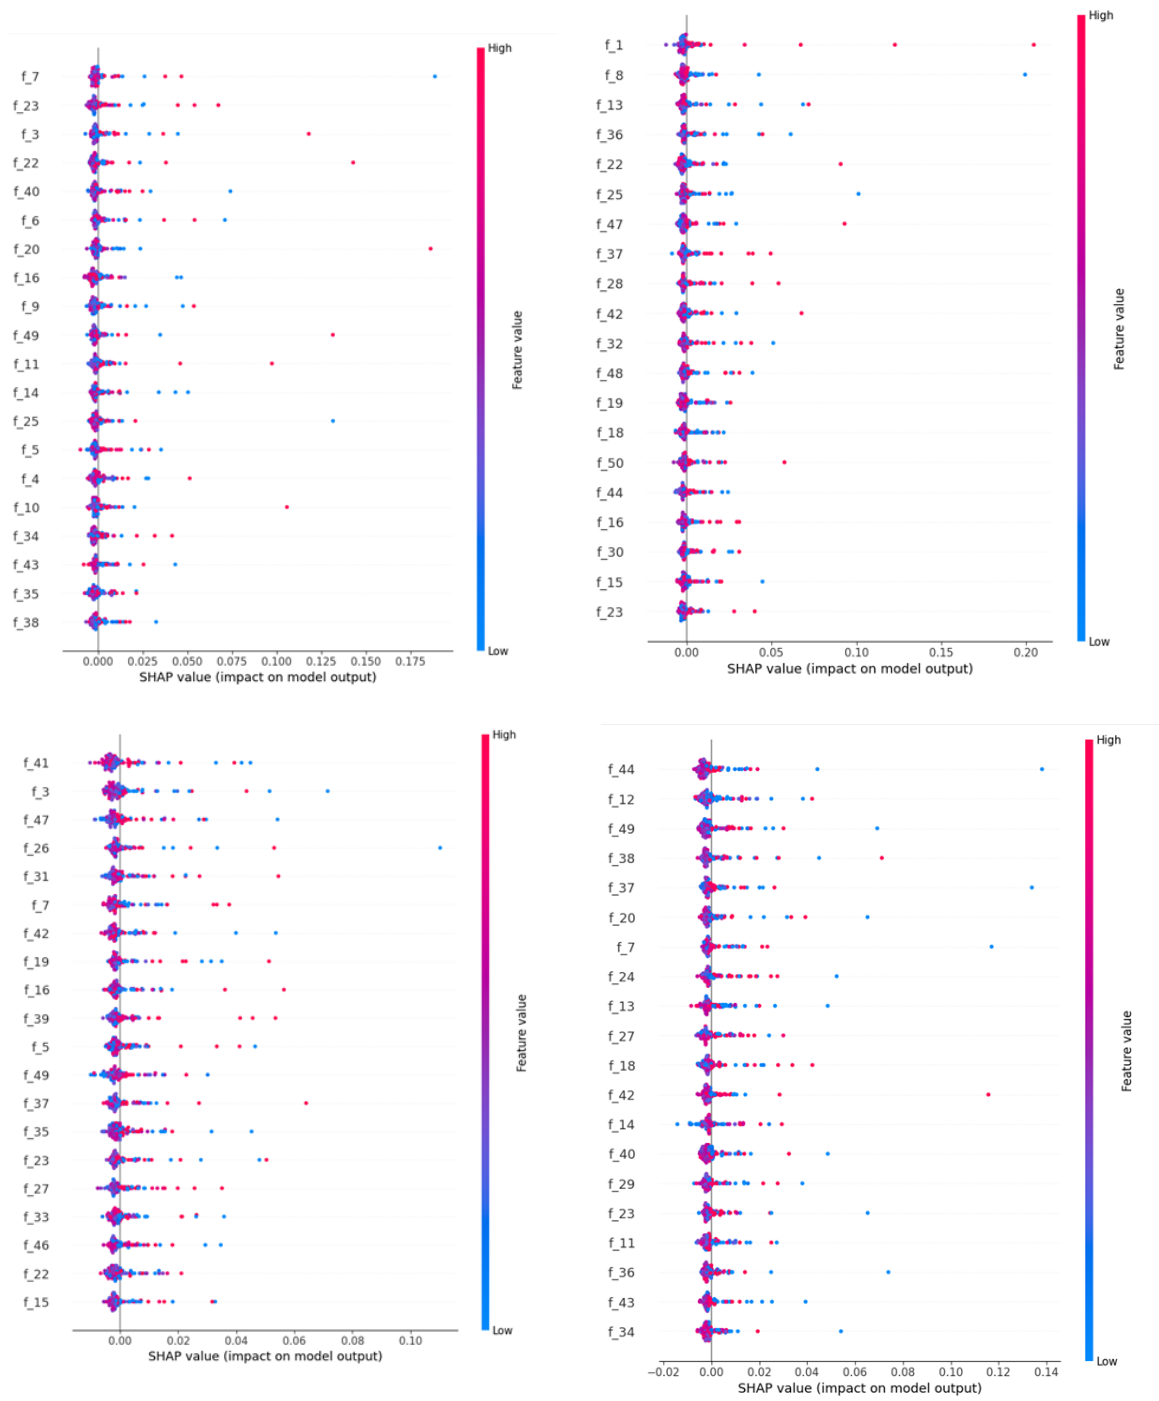 High
f_7
f_23
f_3
f_22
f_40
f_6
f_20
f_16
f_9
f_49
f_11
f_14
f_25
f_5
f_4
f_10
f_34
f_43
f_35
f_38
Low
Feature value
0.000 0.025 0.050 0.075 0.100 0.125 0.150 0.175
SHAP value (impact on model output)
High
f_1
f_8
f_13
f_36
f_22
f_25
f_47
f_37
f_28
f_42
f_32
f_48
f_19
f_18
f_50
f_44
f_16
f_30
f_15
f_23
Low
Feature value
0.00 0.05 0.10 0.15 0.20
SHAP value (impact on model output)
High
f_41
f_3
f_47
f_26
f_31
f_7
f_42
f_19
f_16
f_39
f_5
f_49
f_37
f_35
f_23
f_27
f_33
f_46
f_22
f_15
Low
Feature value
0.00 0.02 0.04 0.06 0.08 0.10
SHAP value (impact on model output)
High
f_44
f_12
f_49
f_38
f_37
f_20
f_7
f_24
f_13
f_27
f_18
f_42
f_14
f_40
f_29
f_23
f_11
f_36
f_43
f_34
Low
Feature value
−0.02 0.00 0.02 0.04 0.06 0.08 0.10 0.12 0.14
SHAP value (impact on model output)